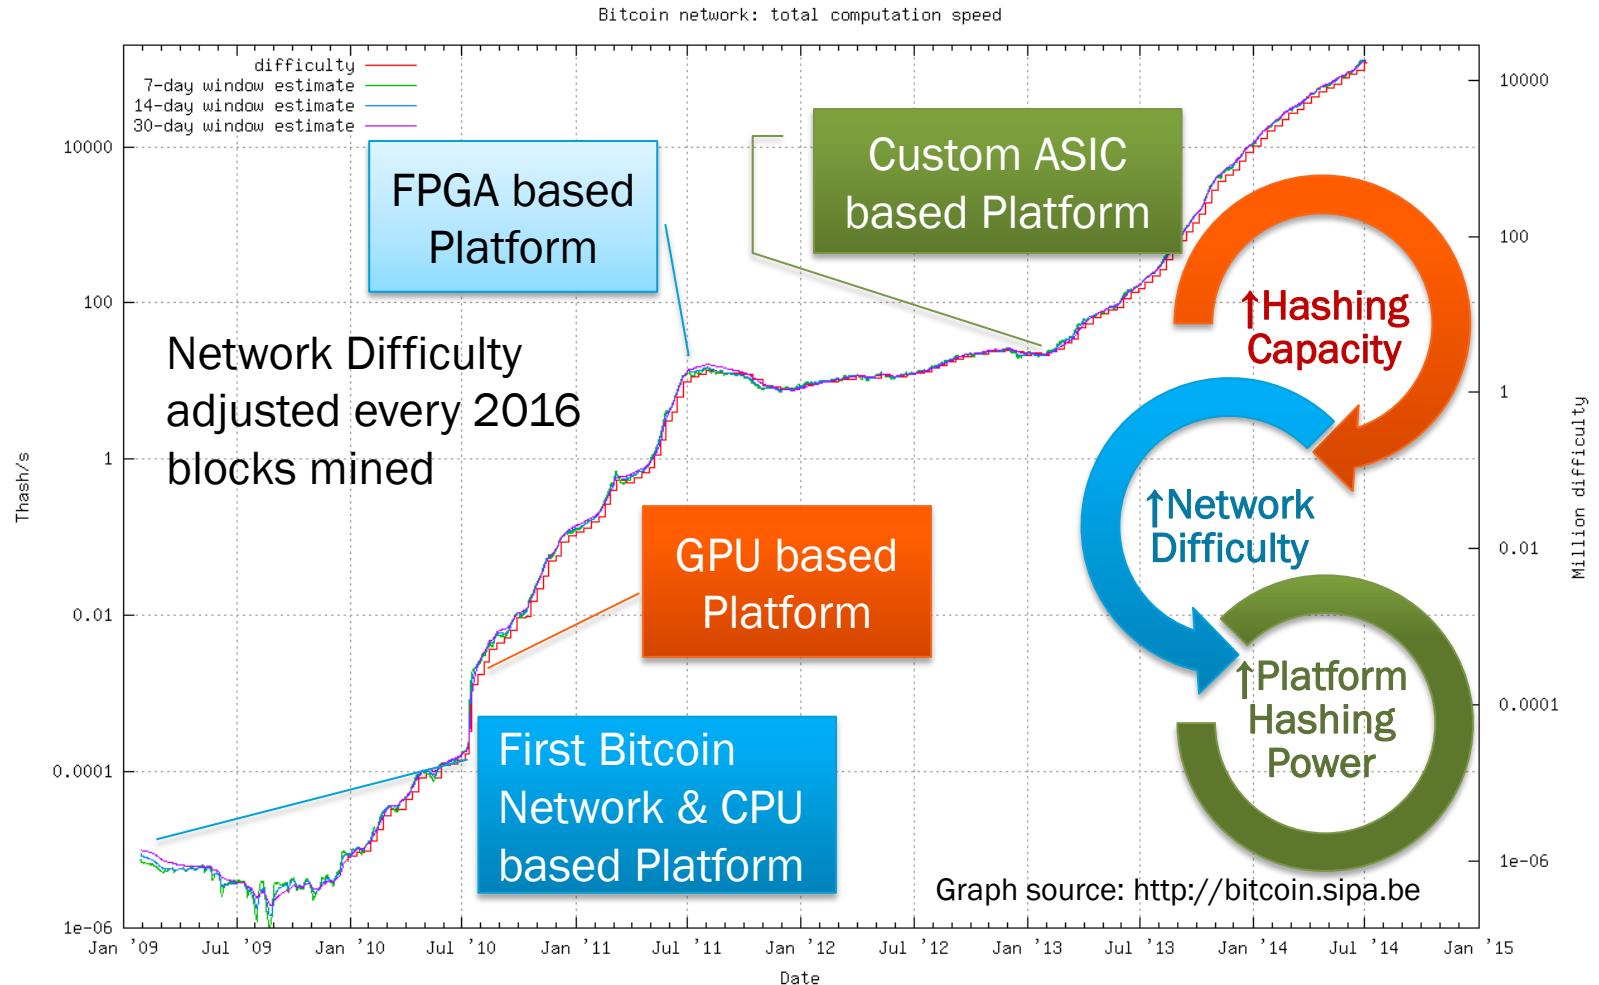 Bitcoin network: total computation speed
difficulty
7-day window estimate
14-day window estimate
30-day window estimate
10000
100
1
0.01
0.0001
1e-06
Thash/s
10000
100
1
0.01
0.0001
1e-06
Million difficulty
FPGA based
Platform
Custom ASIC
based Platform
Network Difficulty
adjusted every 2016
blocks mined
GPU based
Platform
First Bitcoin
Network & CPU
based Platform
↑Hashing
Capacity
↑Network
Difficulty
↑Platform
Hashing
Power
Graph source: http://bitcoin.sipa.be
Jan '09 Jul '09 Jan '10 Jul '10 Jan '11 Jul '11 Jan '12 Jul '12 Jan '13 Jul '13 Jan '14 Jul '14 Jan '15
Date